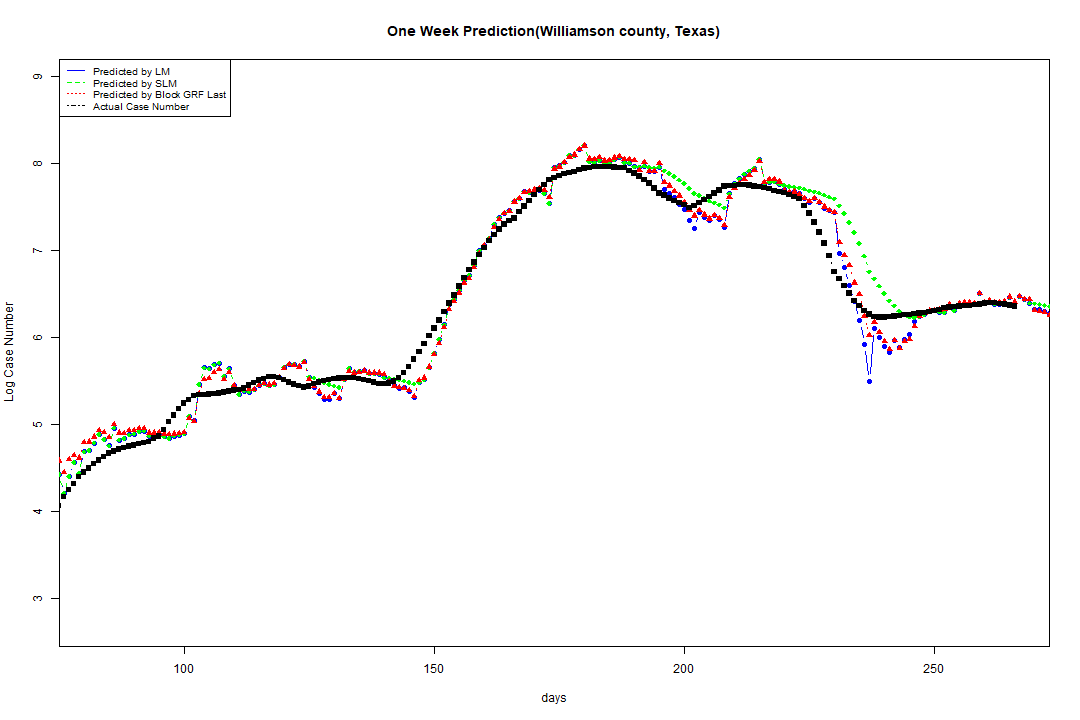 One Week Prediction(Williamson county, Texas)
Predicted by LM
Predicted by SLM
Predicted by Block GRF Last
Actual Case Number
9
8
7
6
5
4
3
Log Case Number
100 150 200 250
days